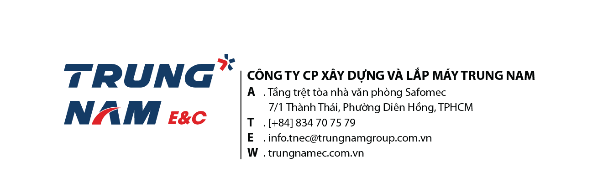 TRUNG
NAM E&C
CÔNG TY CP XÂY DỰNG VÀ LẮP MÁY TRUNG NAM
A . Tầng trệt tòa nhà văn phòng Safomec
7/1 Thành Thái, Phường Diên Hồng, TPHCM
T . [+84] 834 70 75 79
E . info.tnec@trungnamgroup.com.vn
W . trungnamec.com.vn